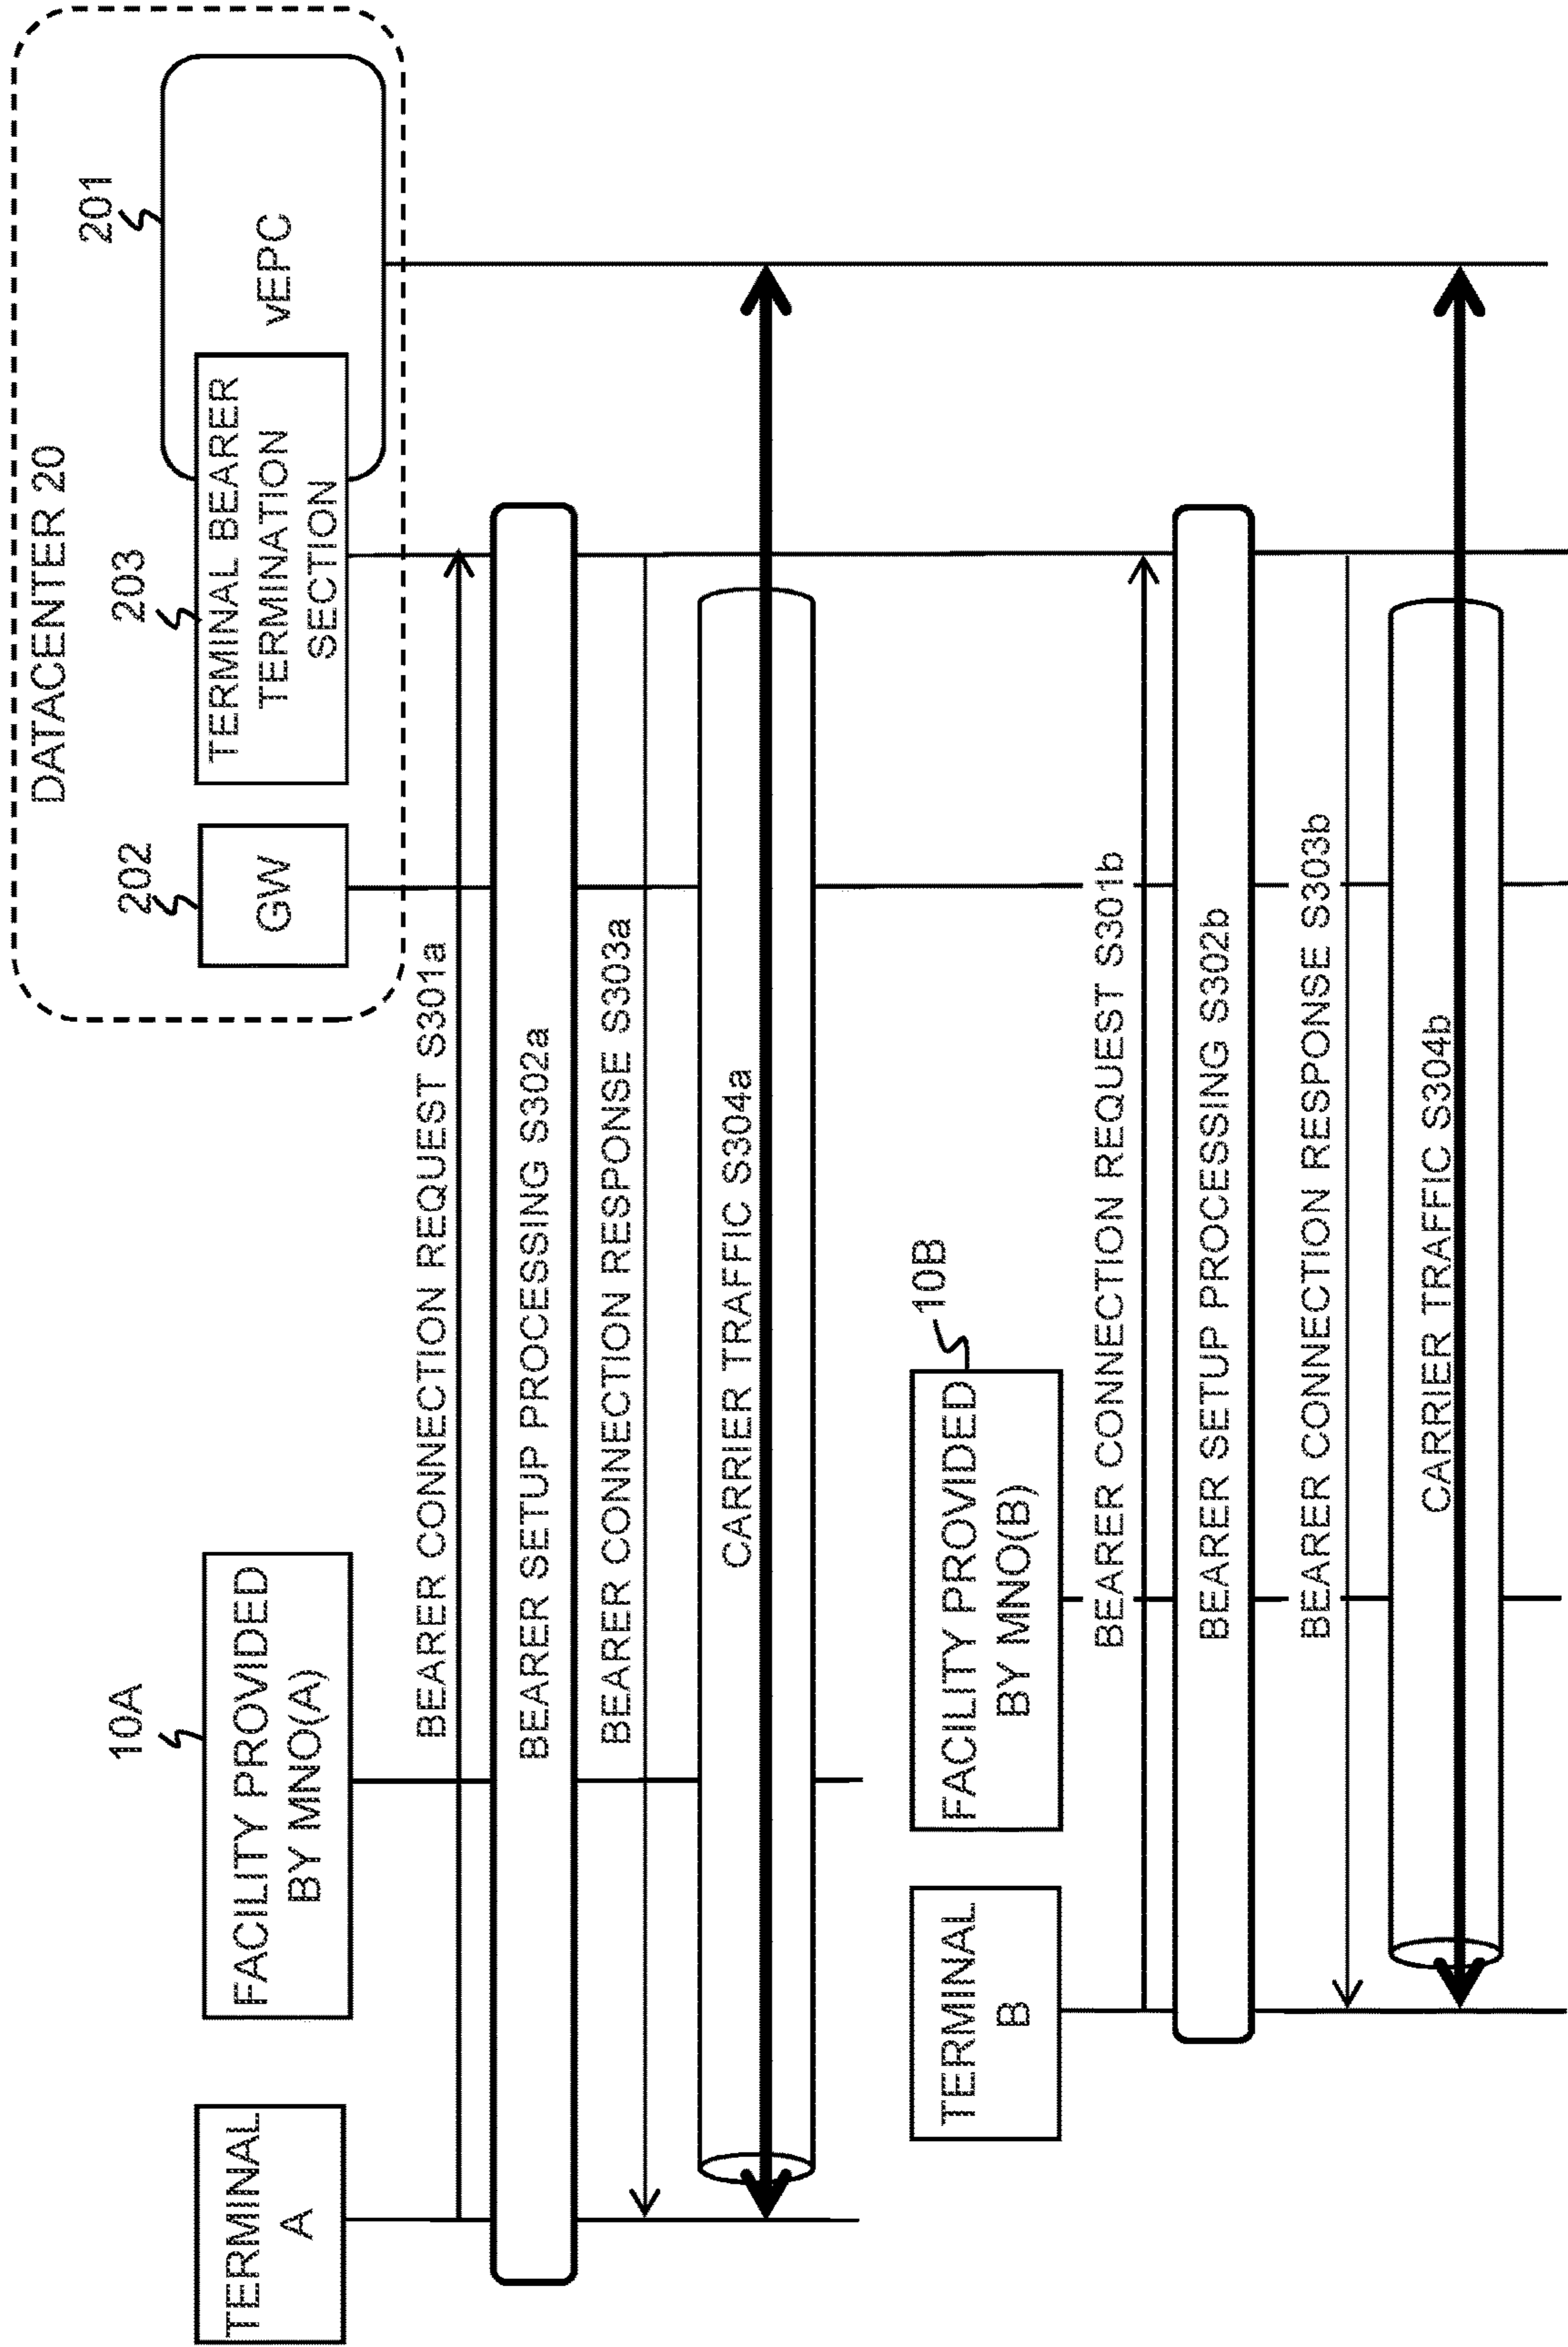 DATACENTER 20
10A
202
203
201
TERMINAL
A
FACILITY PROVIDED
BY MNO(A)
GW
TERMINAL BEARER
TERMINATION
SECTION
vEPC
BEARER CONNECTION REQUEST S301a
BEARER SETUP PROCESSING S302a
BEARER CONNECTION RESPONSE S303a
CARRIER TRAFFIC S304a
10B
TERMINAL
B
FACILITY PROVIDED
BY MNO(B)
BEARER CONNECTION REQUEST S301b
BEARER SETUP PROCESSING S302b
BEARER CONNECTION RESPONSE S303b
CARRIER TRAFFIC S304b